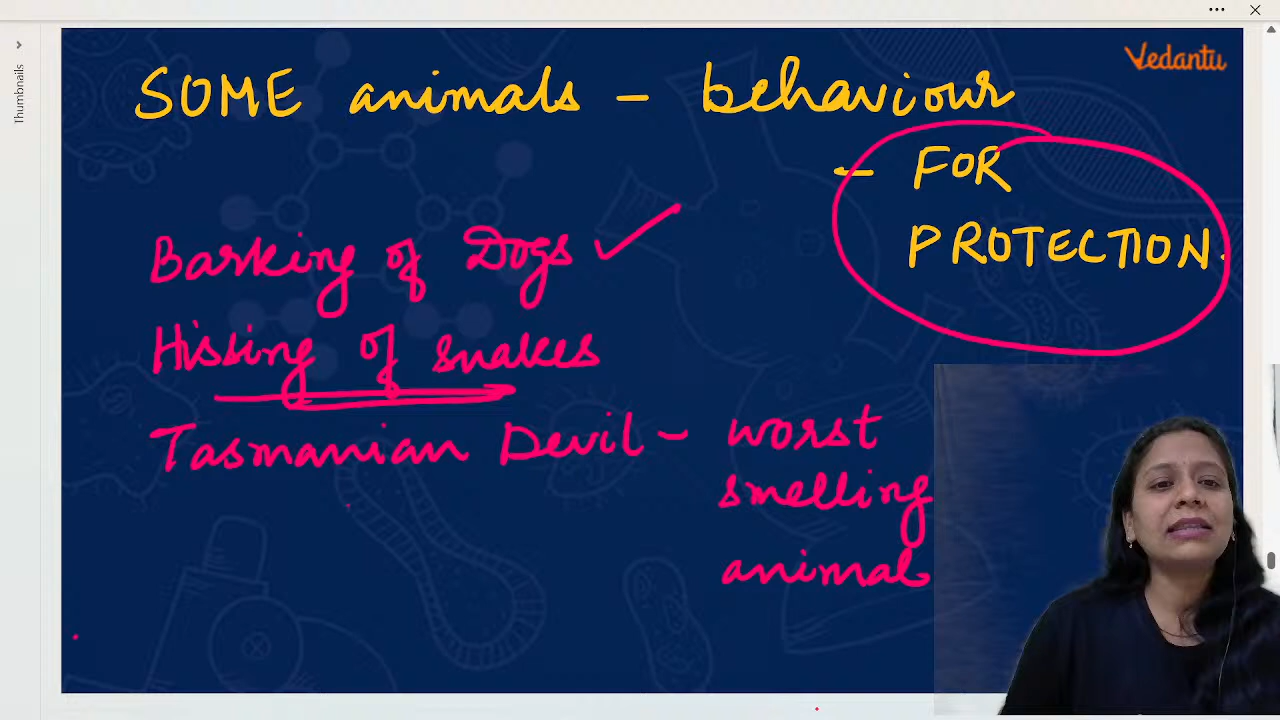 Thumbnails
Vedantu
SOME animals - behaviour
- FOR
PROTECTION.
Barking of Dogs ✓
Hissing of snakes
Tasmanian Devil - worst
smelling
animal